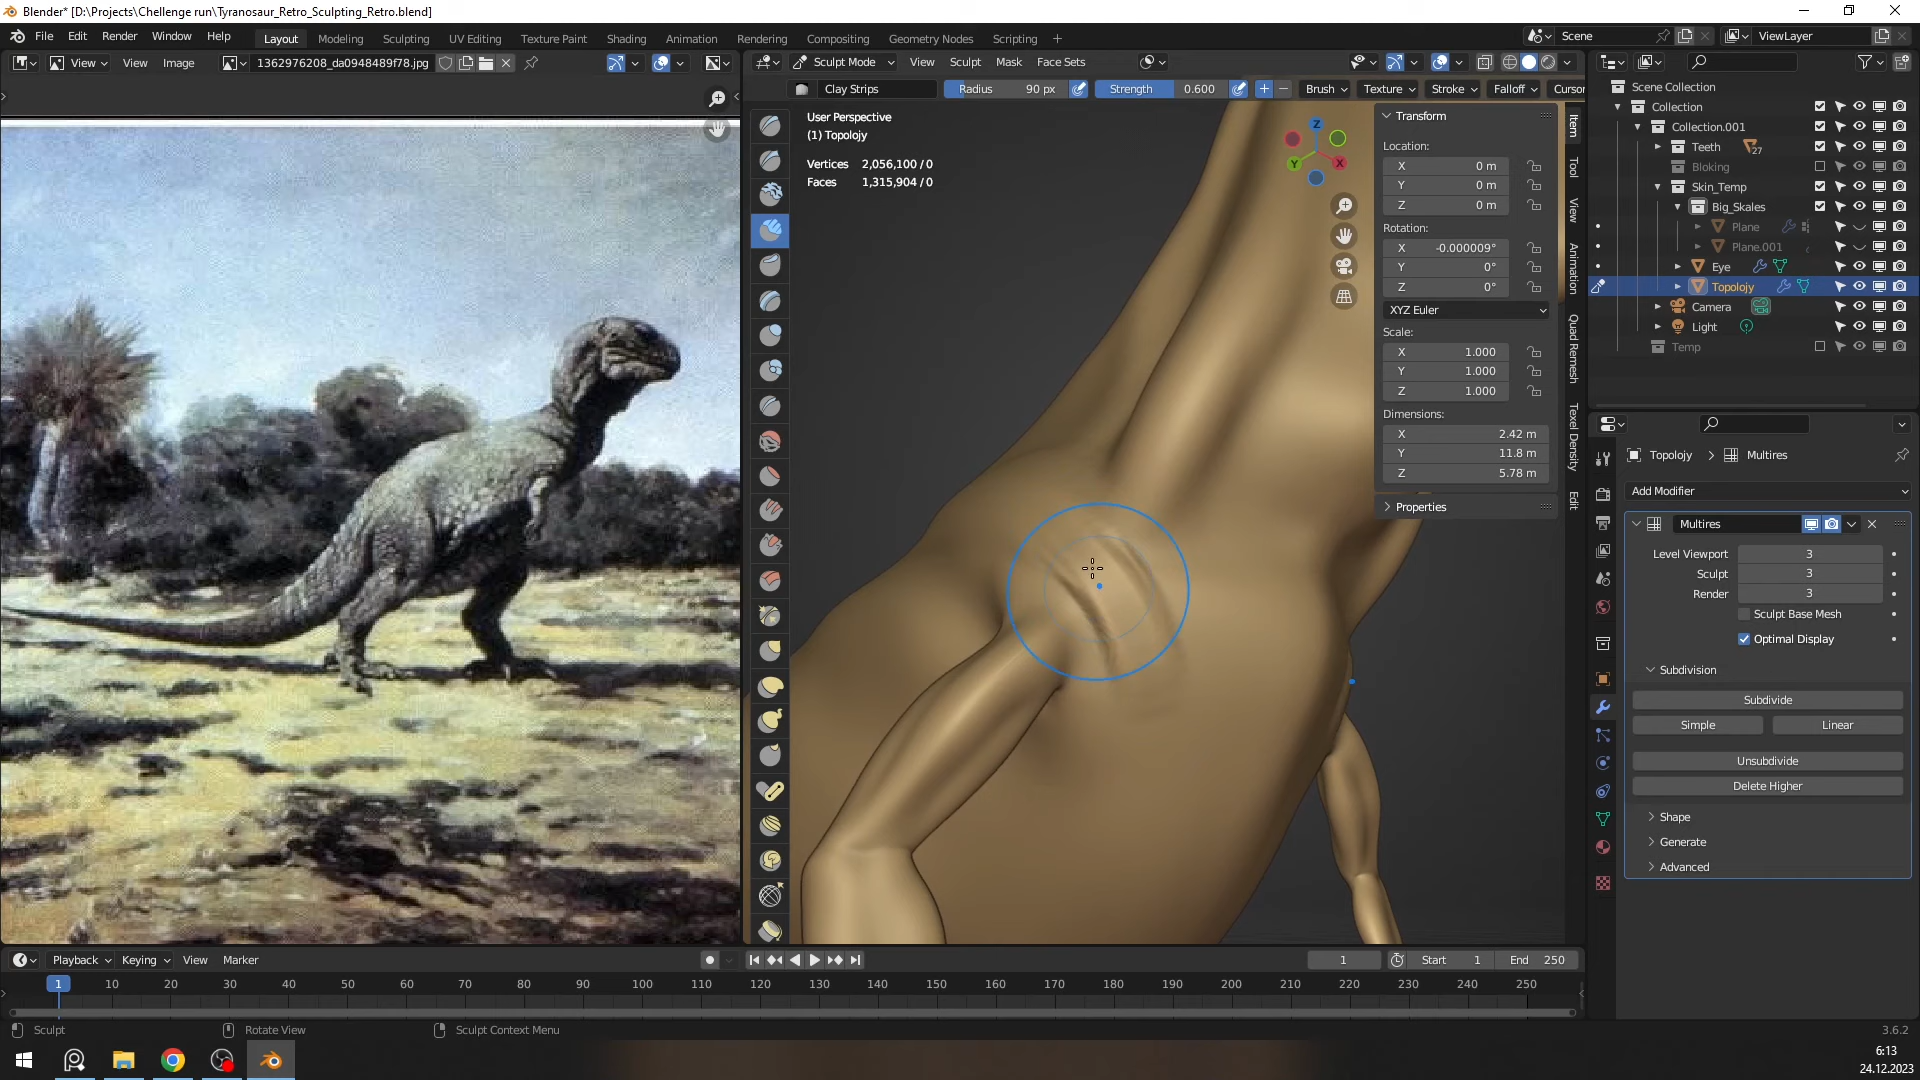 Blender* [D:\Projects\Chellenge run\Tyranosaur_Retro_Sculpting_Retro.blend]
File Edit Render Window Help Layout Modeling Sculpting UV Editing Texture Paint Shading Animation Rendering Compositing Geometry Nodes Scripting + Scene ViewLayer
View View Image 1362976208_da0948489f78.jpg
Sculpt Mode View Sculpt Mask Face Sets
Clay Strips Radius 90 px Strength 0.600 Brush Texture Stroke Falloff Cursor
User Perspective
(1) Topolojy
Vertices 2,056,100 / 0
Faces 1,315,904 / 0
Z
Y
X
Transform
Location:
X 0 m
Y 0 m
Z 0 m
Rotation:
X -0.000009°
Y 0°
Z 0°
XYZ Euler
Scale:
X 1.000
Y 1.000
Z 1.000
Dimensions:
X 2.42 m
Y 11.8 m
Z 5.78 m
Properties
Item
Tool
View
Animation
Quad Remesh
Texel Density
Edit
Scene Collection
Collection
Collection.001
Teeth 27
Bloking
Skin_Temp
Big_Skales
Plane
Plane.001
Eye
Topolojy
Camera
Light
Temp
Topolojy Multires
Add Modifier
Multires
Level Viewport 3
Sculpt 3
Render 3
Sculpt Base Mesh
Optimal Display
Subdivision
Subdivide
Simple Linear
Unsubdivide
Delete Higher
Shape
Generate
Advanced
Playback Keying View Marker 1 Start 1 End 250
1 10 20 30 40 50 60 70 80 90 100 110 120 130 140 150 160 170 180 190 200 210 220 230 240 250
Sculpt Rotate View Sculpt Context Menu 3.6.2
6:13
24.12.2023